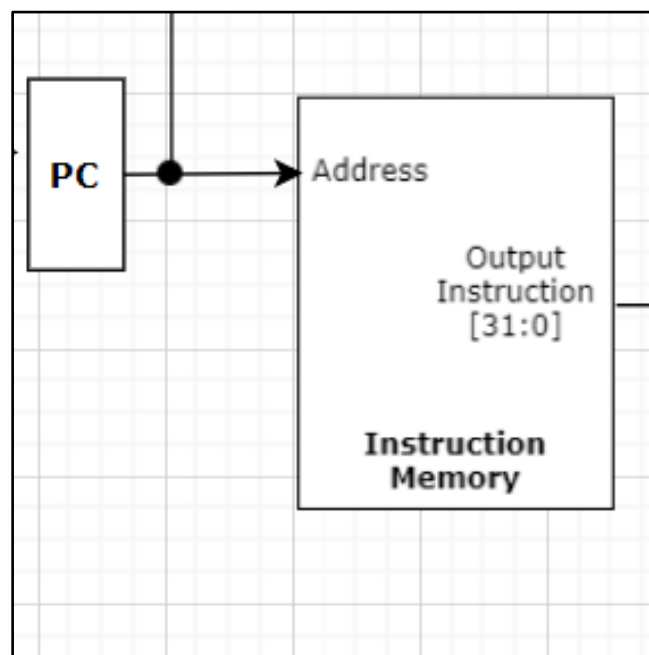 PC
Address
Output
Instruction
[31:0]
Instruction
Memory